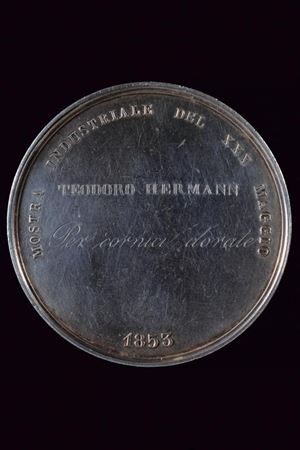 MOSTRA INDUSTRIALE DEL XXX MAGGIO
TEODORO HERMANN
Per cornici dorate
1853